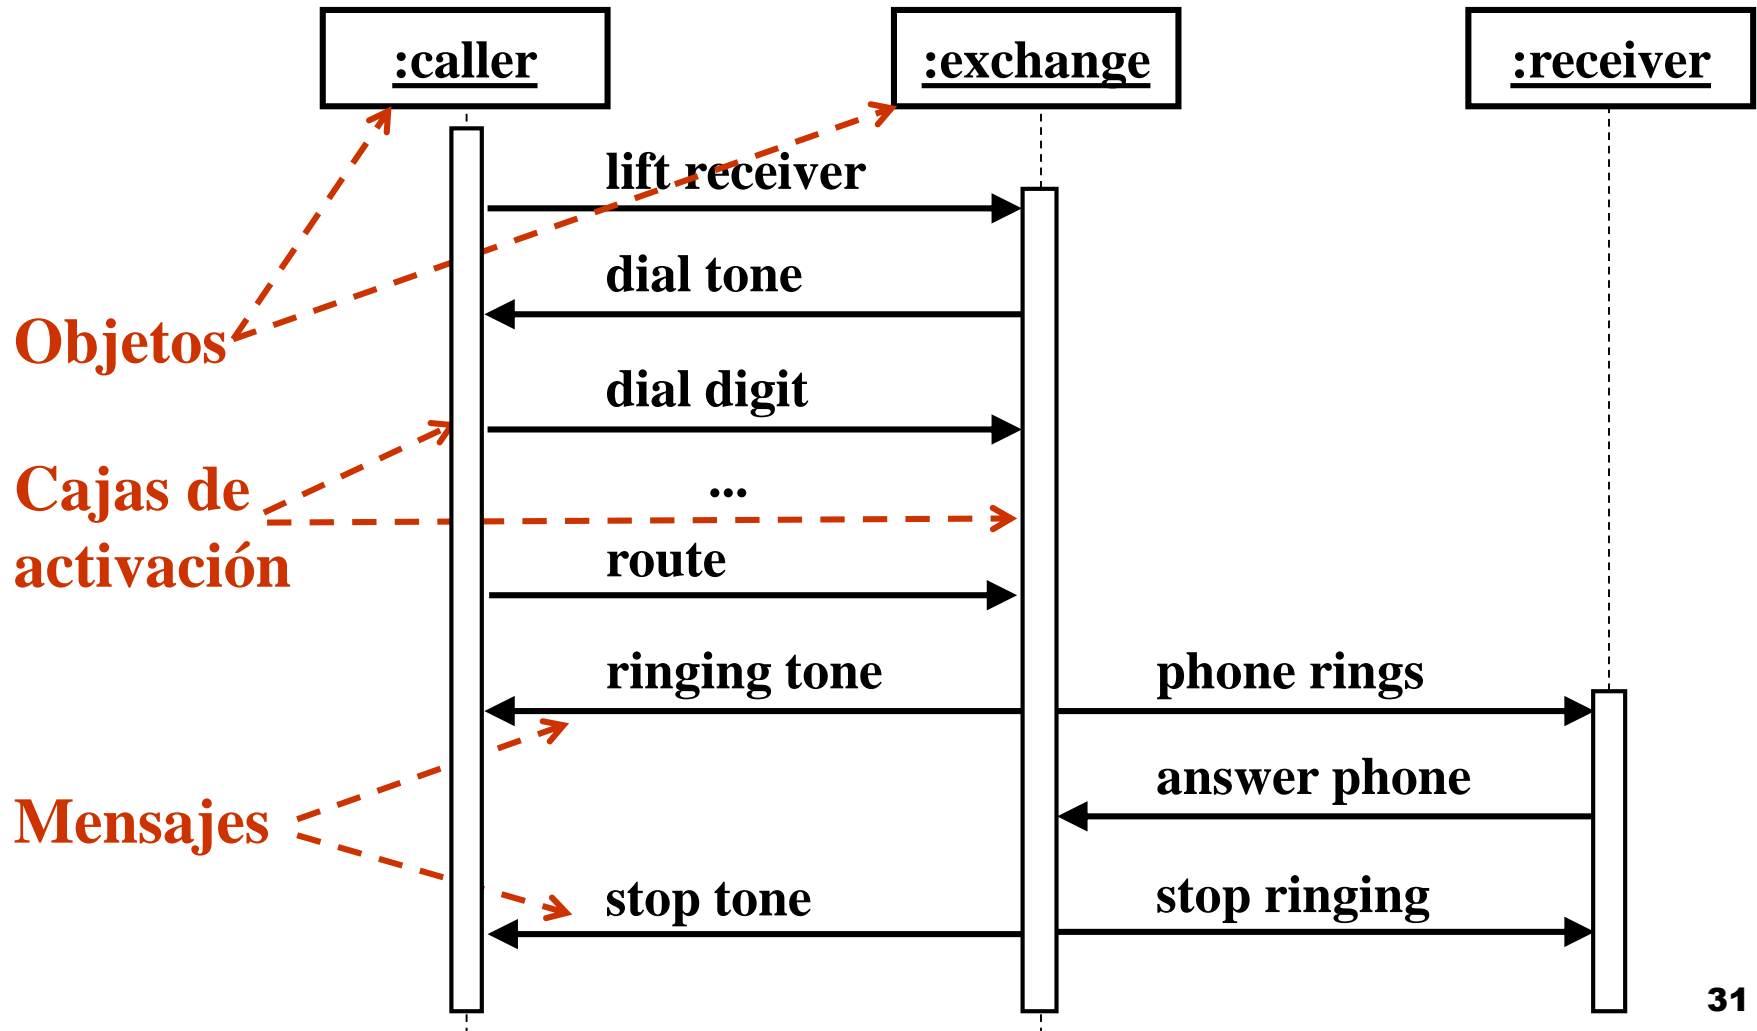 :caller
:exchange
:receiver
lift receiver
dial tone
Objetos
dial digit
Cajas de
activación
...
route
ringing tone
phone rings
answer phone
Mensajes
stop tone
stop ringing
31